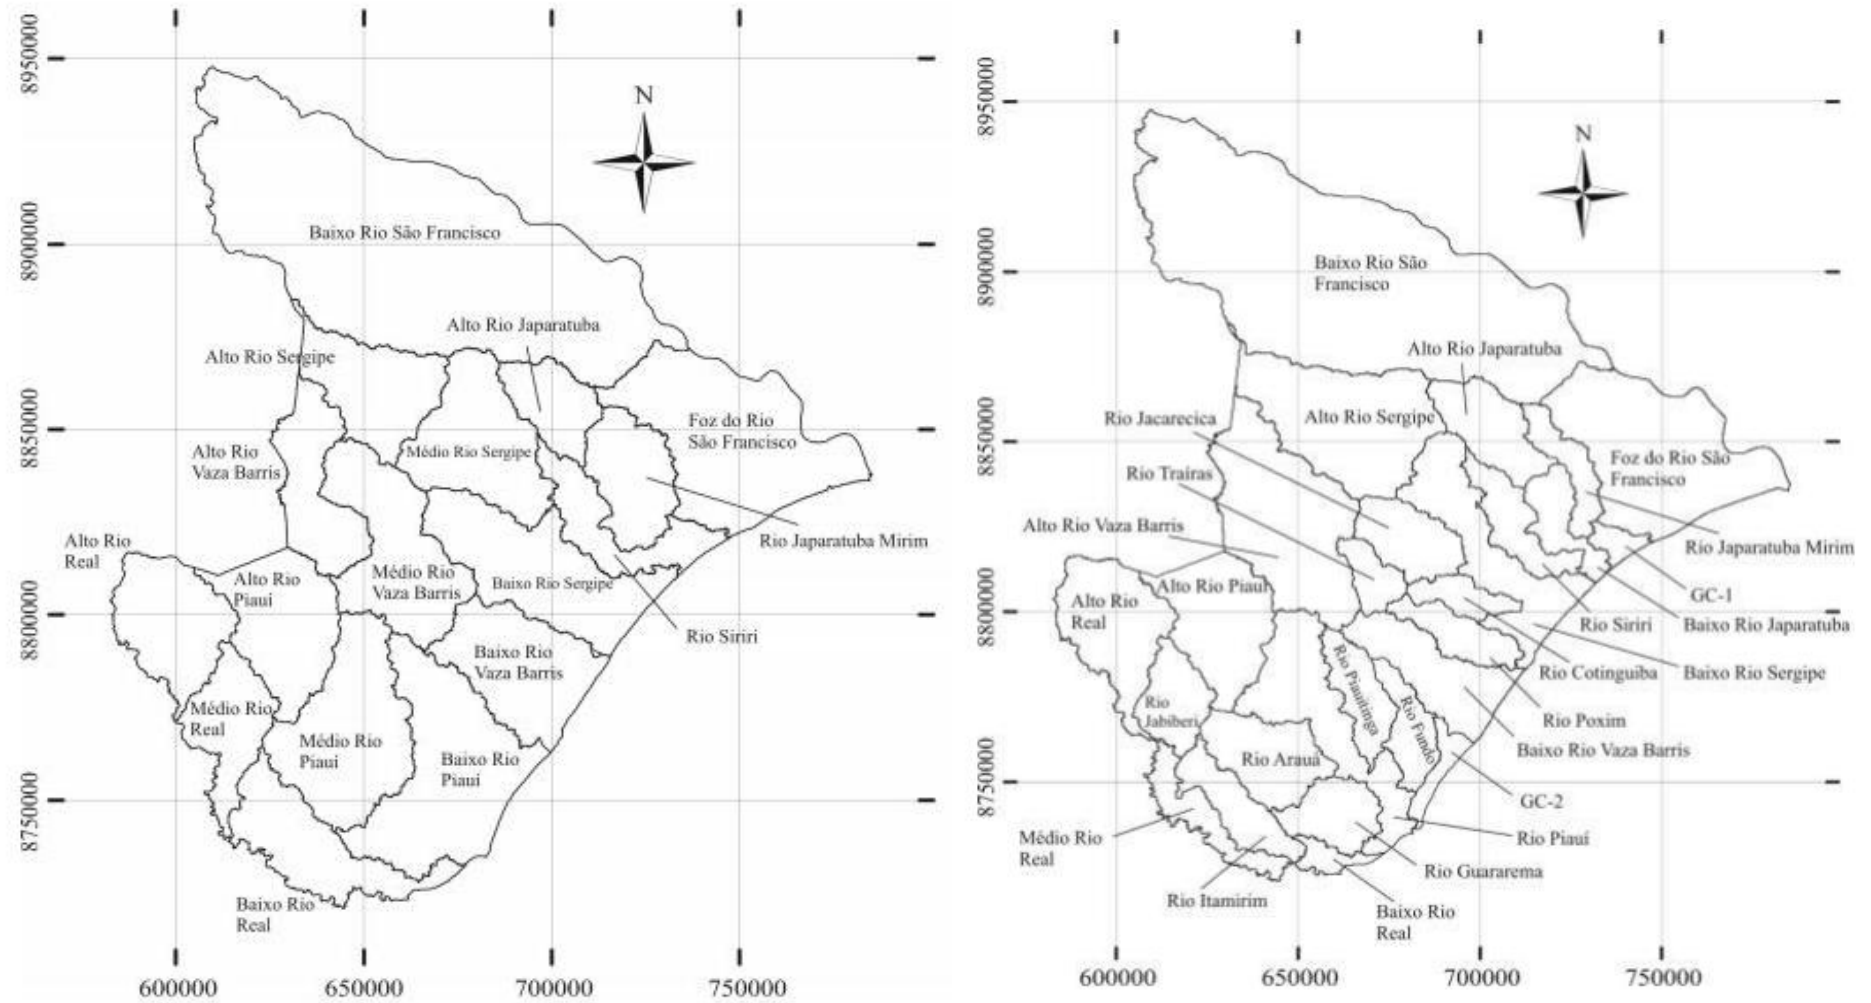 8950000
8900000
8850000
8800000
8750000
N
Baixo Rio São Francisco
Alto Rio Japaratuba
Alto Rio Sergipe
Foz do Rio
São Francisco
Alto Rio
Vaza Barris
Médio Rio Sergipe
Alto Rio
Real
Rio Japaratuba Mirim
Alto Rio
Piaui
Médio Rio
Vaza Barris
Baixo Rio Sergipe
Rio Siriri
Baixo Rio
Vaza Barris
Médio Rio
Real
Médio Rio
Piaui
Baixo Rio
Piaui
Baixo Rio
Real
600000
650000
700000
750000
8950000
8900000
8850000
8800000
8750000
N
Baixo Rio São
Francisco
Alto Rio Japaratuba
Rio Jacarecica
Alto Rio Sergipe
Rio Traíras
Foz do Rio São
Francisco
Alto Rio Vaza Barris
Rio Japaratuba Mirim
Alto Rio Piauí
Alto Rio
Real
GC-1
Rio Siriri
Baixo Rio Japaratuba
Rio Cotinguiba
Baixo Rio Sergipe
Rio Piauitinga
Rio Jabiberi
Rio Fundo
Rio Poxim
Baixo Rio Vaza Barris
Rio Arauá
GC-2
Médio Rio
Real
Rio Piauí
Rio Guararema
Rio Itamirim
Baixo Rio
Real
600000
650000
700000
750000